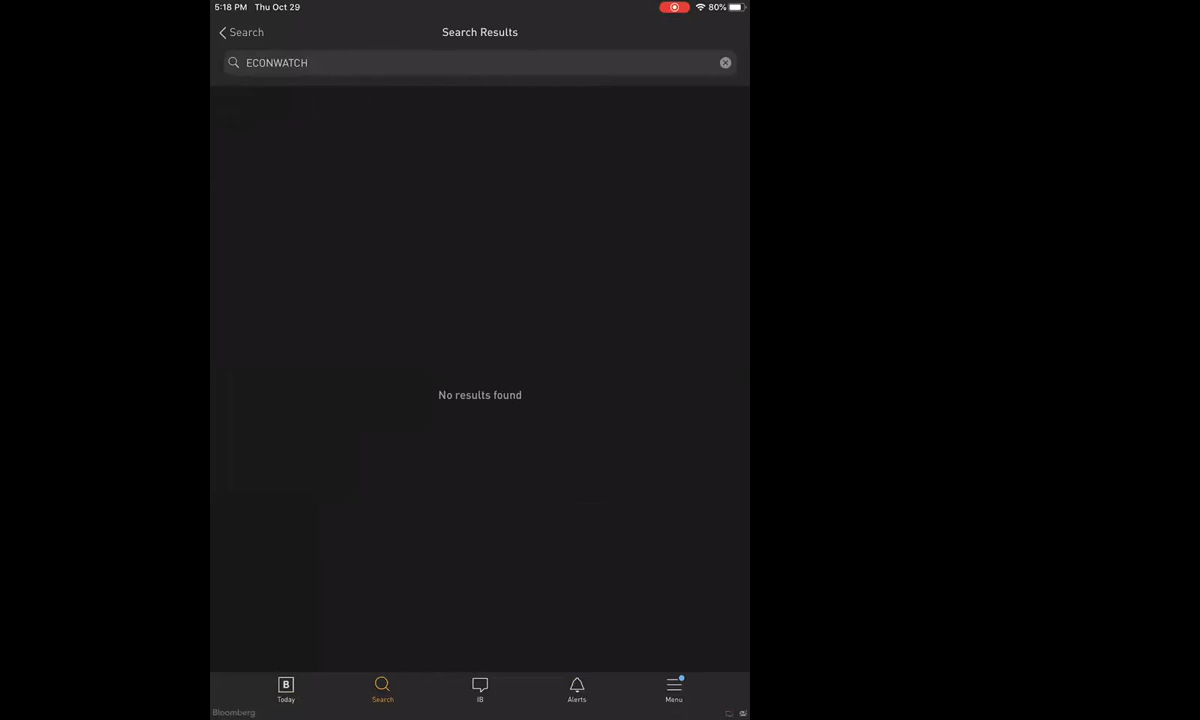 5:18 PM Thu Oct 29
80%
Search
Search Results
ECONWATCH
No results found
B
Today
Search
IB
Alerts
Menu
Bloomberg